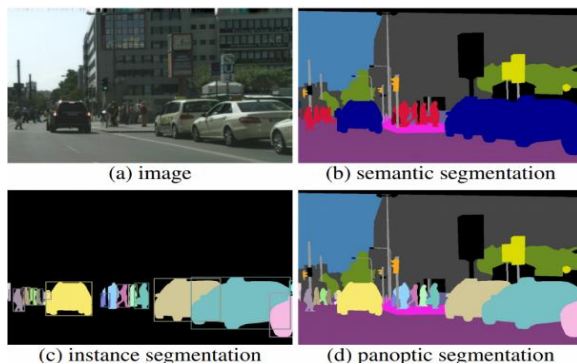 (a) image
(b) semantic segmentation
(c) instance segmentation
(d) panoptic segmentation